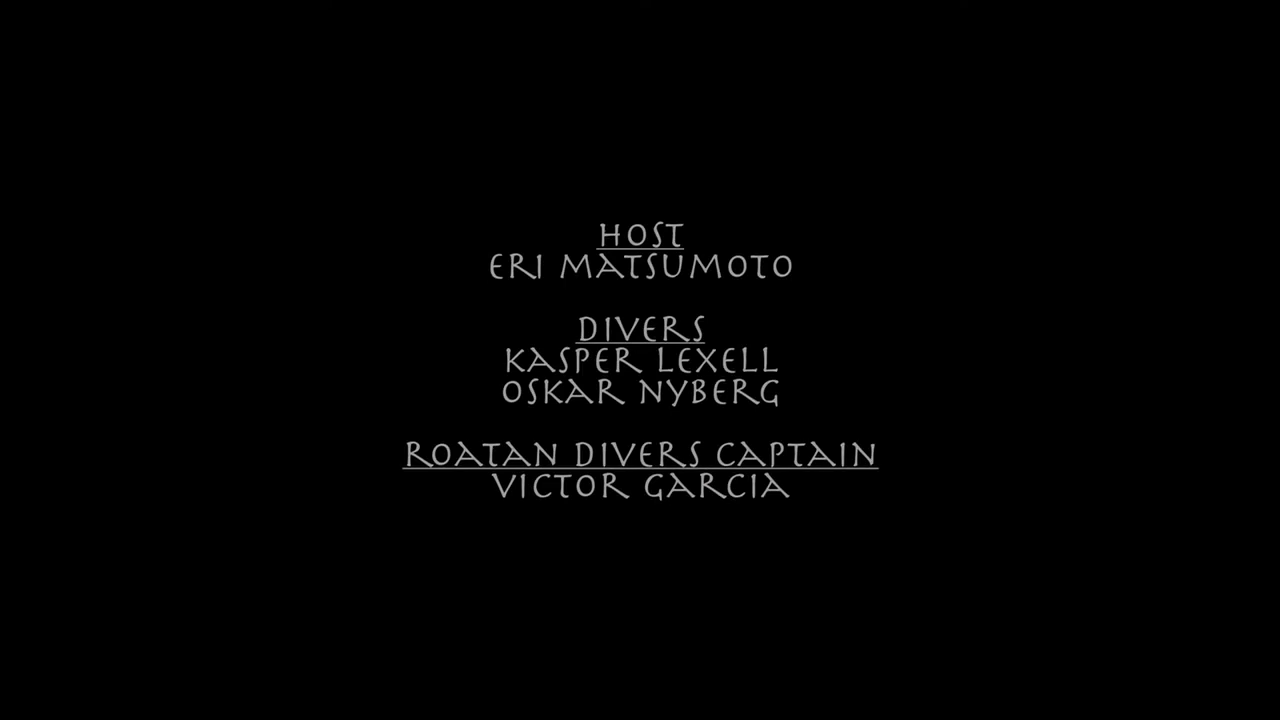 HOST
ERI MATSUMOTO
DIVERS
KASPER LEXELL
OSKAR NYBERG
ROATAN DIVERS CAPTAIN
VICTOR GARCIA